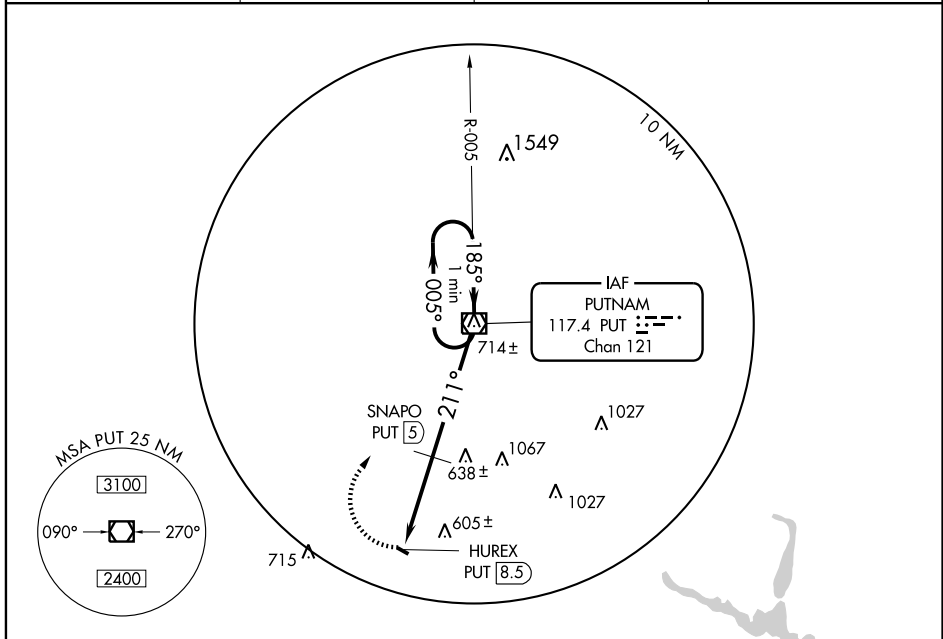 10 NM
R-005
1549
185°
1 min
005°
IAF
PUTNAM
117.4 PUT
Chan 121
714±
211°
SNAPO
PUT 5
1027
638±
1067
1027
605±
HUREX
PUT 8.5
715
MSA PUT 25 NM
3100
090°
270°
2400